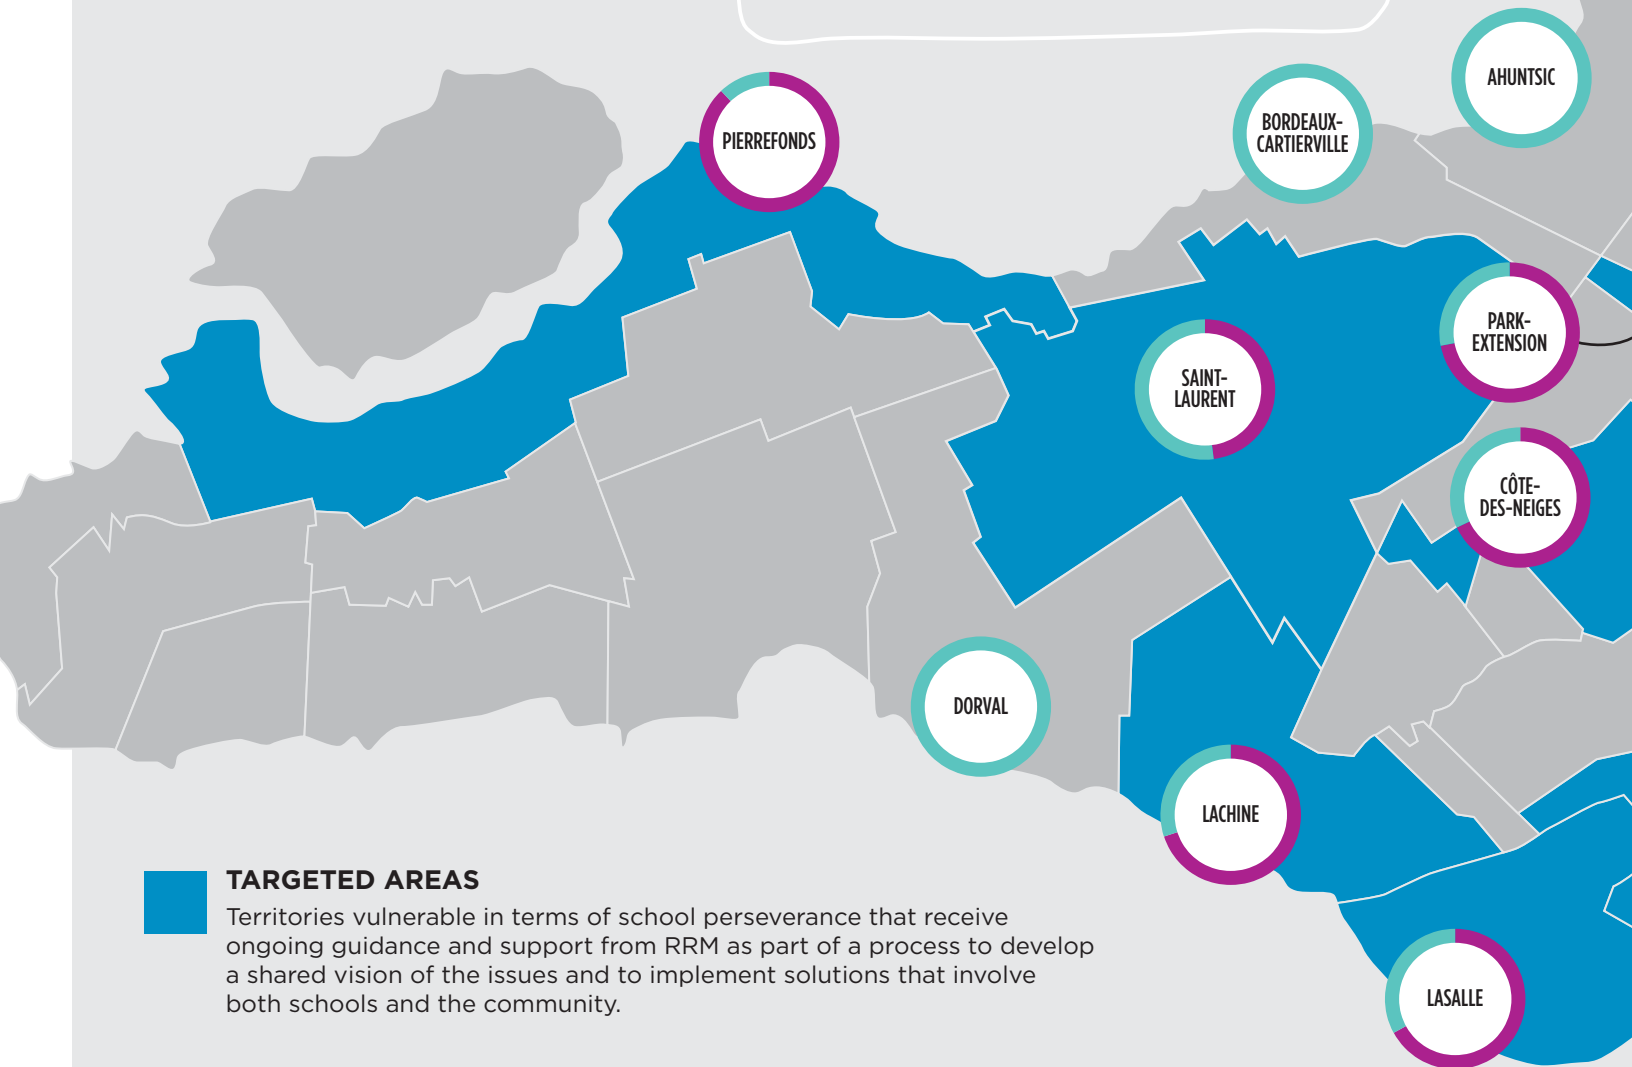 AHUNTSIC
BORDEAUX-
CARTIERVILLE
PIERREFONDS
PARK-
EXTENSION
SAINT-
LAURENT
CÔTE-
DES-NEIGES
DORVAL
LACHINE
LASALLE
TARGETED AREAS
Territories vulnerable in terms of school perseverance that receive
ongoing guidance and support from RRM as part of a process to develop
a shared vision of the issues and to implement solutions that involve
both schools and the community.